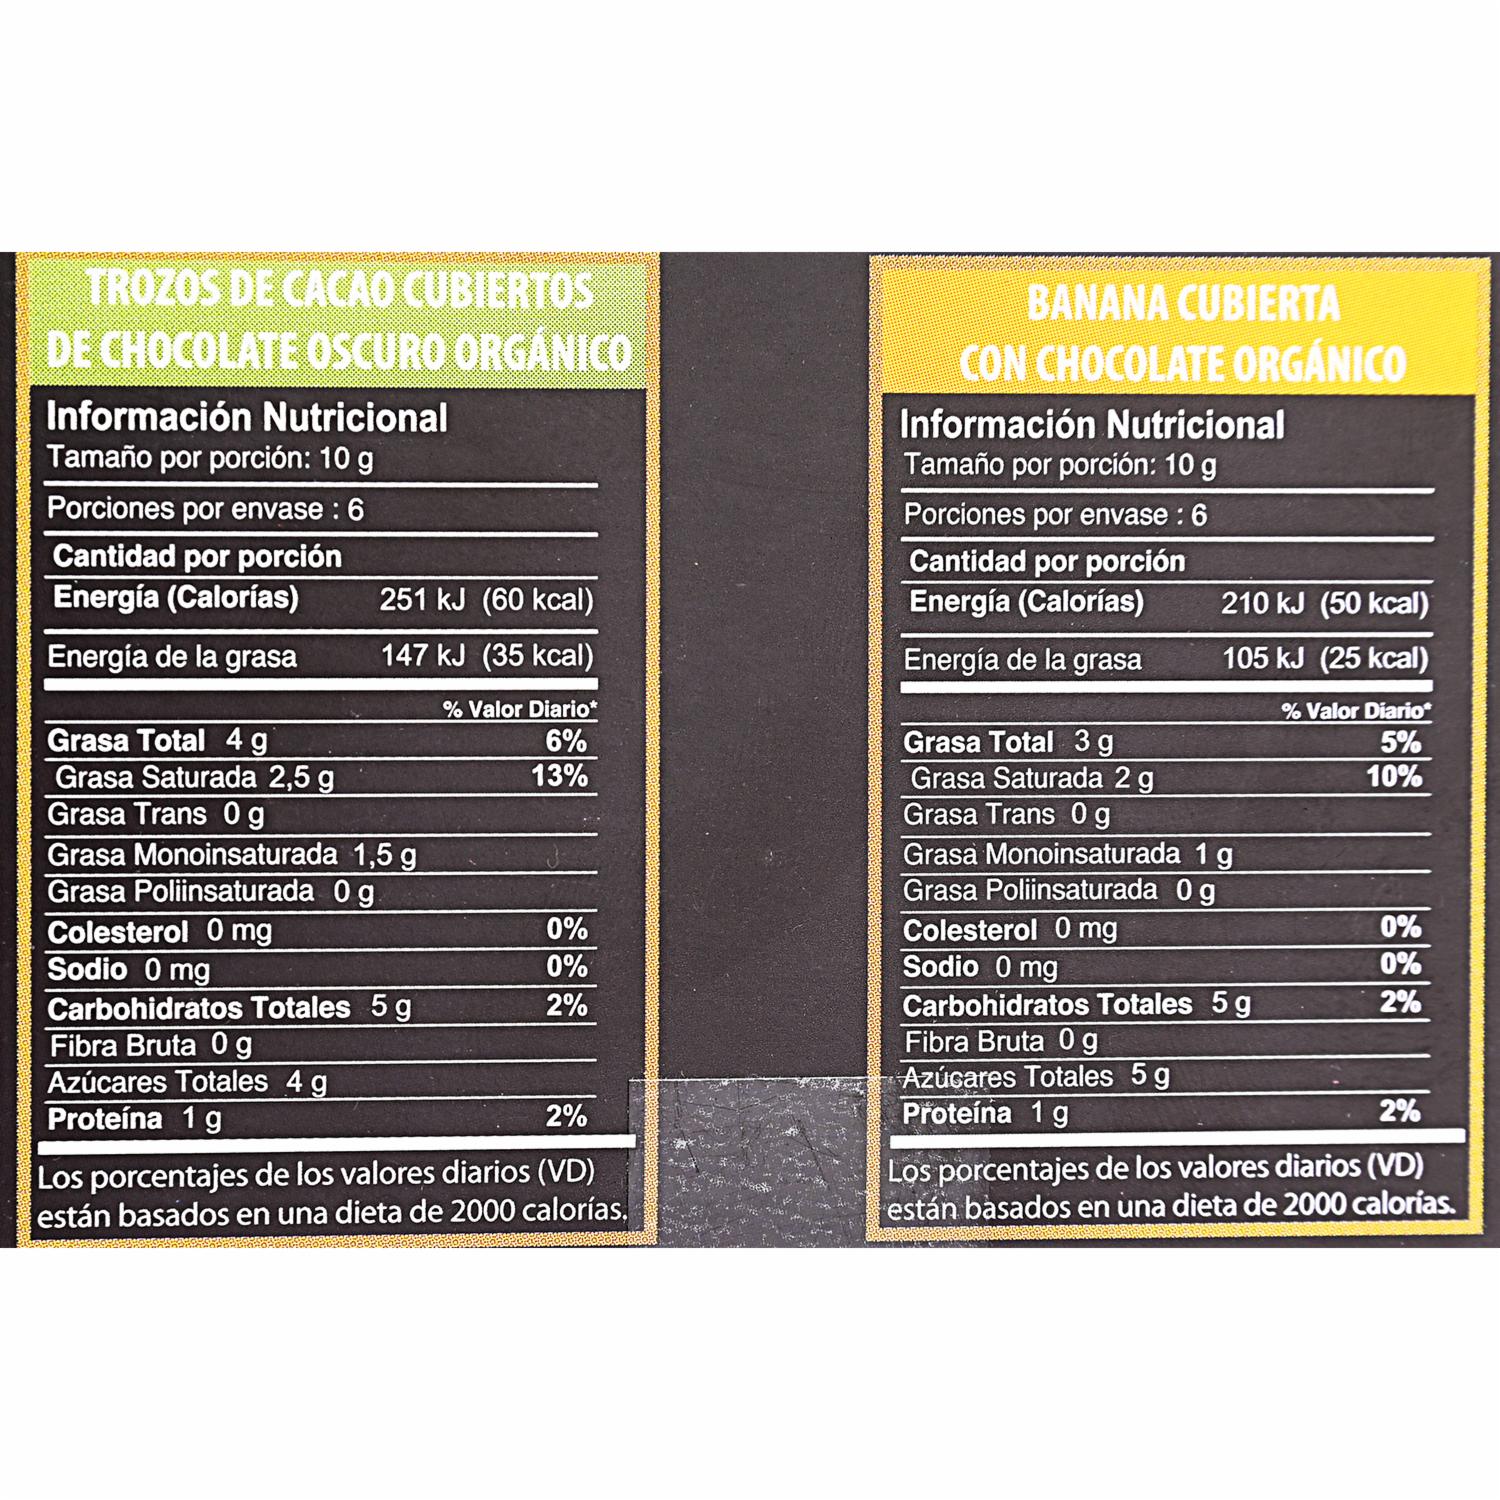 TROZOS DE CACAO CUBIERTOS
DE CHOCOLATE OSCURO ORGÁNICO
Información Nutricional
Tamaño por porción: 10 g
Porciones por envase : 6
Cantidad por porción
Energía (Calorías) 251 kJ (60 kcal)
Energía de la grasa 147 kJ (35 kcal)
% Valor Diario*
Grasa Total 4 g 6%
Grasa Saturada 2,5 g 13%
Grasa Trans 0 g
Grasa Monoinsaturada 1,5 g
Grasa Poliinsaturada 0 g
Colesterol 0 mg 0%
Sodio 0 mg 0%
Carbohidratos Totales 5 g 2%
Fibra Bruta 0 g
Azúcares Totales 4 g
Proteína 1 g 2%
Los porcentajes de los valores diarios (VD)
están basados en una dieta de 2000 calorías.
BANANA CUBIERTA
CON CHOCOLATE ORGÁNICO
Información Nutricional
Tamaño por porción: 10 g
Porciones por envase : 6
Cantidad por porción
Energía (Calorías) 210 kJ (50 kcal)
Energía de la grasa 105 kJ (25 kcal)
% Valor Diario*
Grasa Total 3 g 5%
Grasa Saturada 2 g 10%
Grasa Trans 0 g
Grasa Monoinsaturada 1 g
Grasa Poliinsaturada 0 g
Colesterol 0 mg 0%
Sodio 0 mg 0%
Carbohidratos Totales 5 g 2%
Fibra Bruta 0 g
Azúcares Totales 5 g
Proteína 1 g 2%
Los porcentajes de los valores diarios (VD)
están basados en una dieta de 2000 calorías.